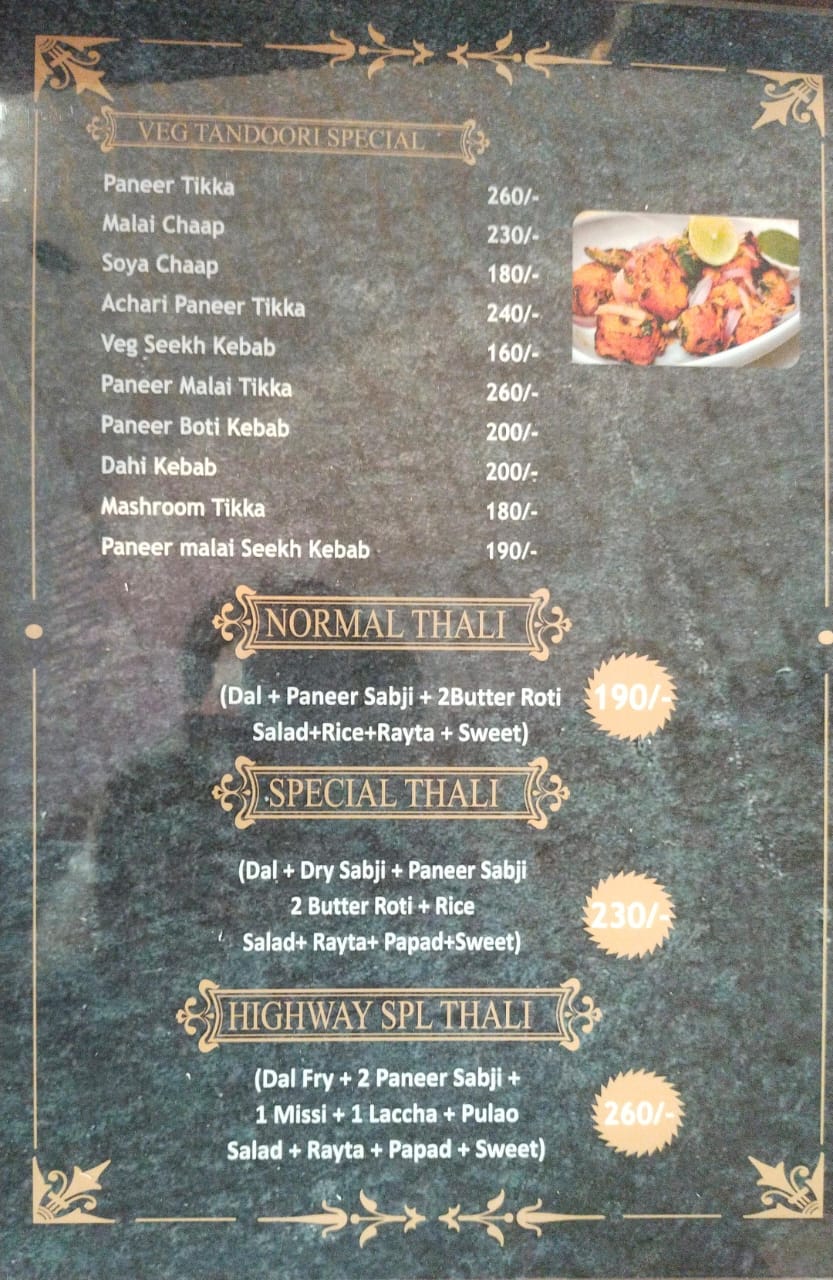 VEG TANDOORI SPECIAL
Paneer Tikka 260/-
Malai Chaap 230/-
Soya Chaap 180/-
Achari Paneer Tikka 240/-
Veg Seekh Kebab 160/-
Paneer Malai Tikka 260/-
Paneer Boti Kebab 200/-
Dahi Kebab 200/-
Mashroom Tikka 180/-
Paneer malai Seekh Kebab 190/-
NORMAL THALI
(Dal + Paneer Sabji + 2Butter Roti 190/-
Salad+Rice+Rayta + Sweet)
SPECIAL THALI
(Dal + Dry Sabji + Paneer Sabji
2 Butter Roti + Rice 230/-
Salad+ Rayta+ Papad+Sweet)
HIGHWAY SPL THALI
(Dal Fry + 2 Paneer Sabji +
1 Missi + 1 Laccha + Pulao 260/-
Salad + Rayta + Papad + Sweet)